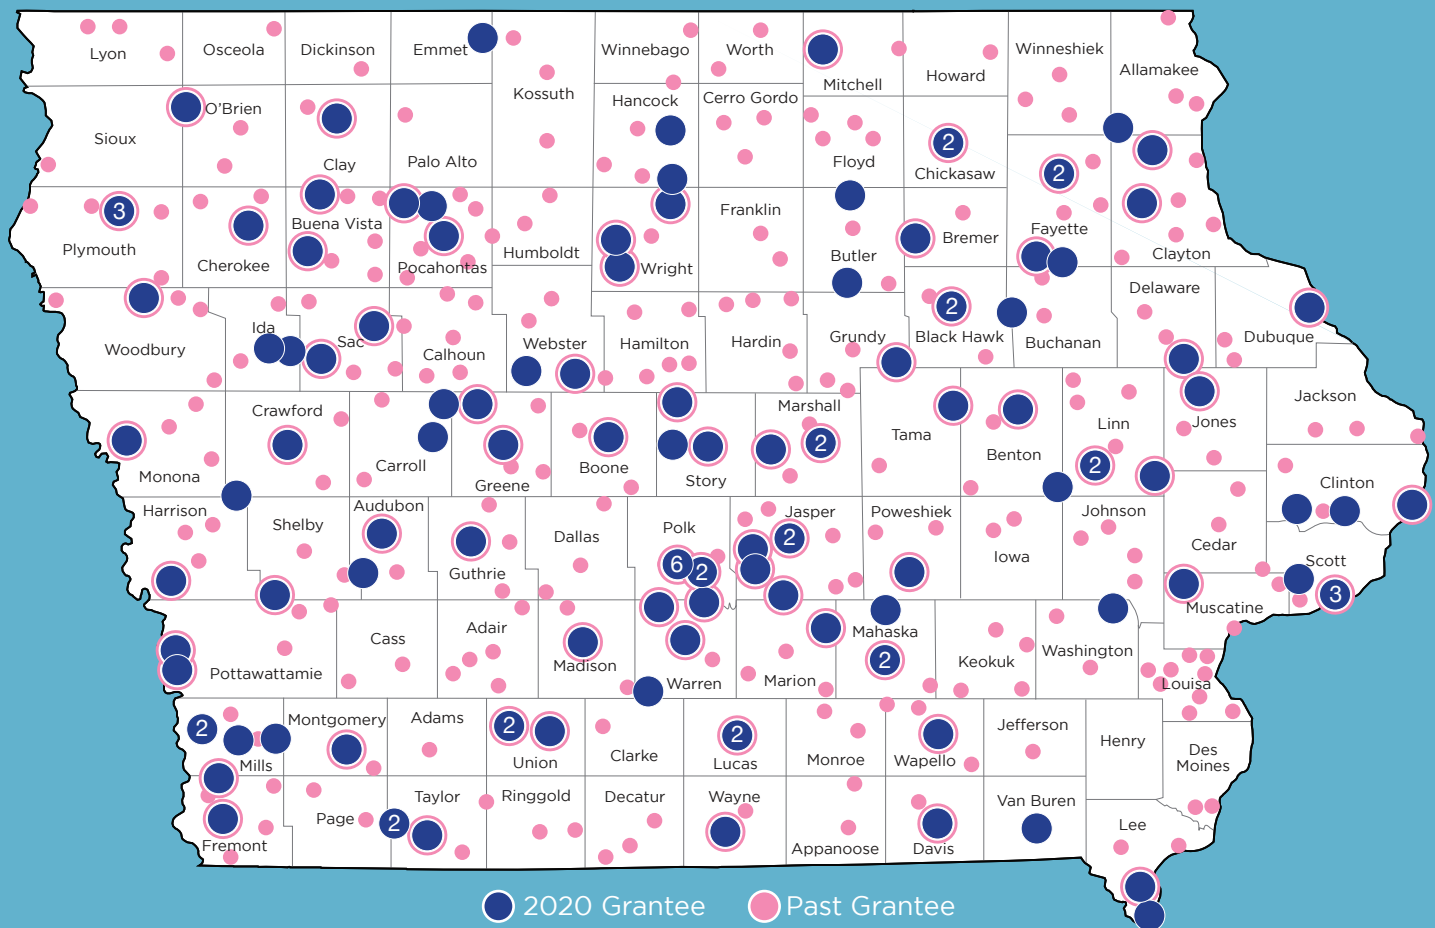 Lyon
Osceola
Dickinson
Emmet
Kossuth
Winnebago
Worth
Mitchell
Howard
Winneshiek
Allamakee
Sioux
O'Brien
Clay
Palo Alto
Hancock
Cerro Gordo
Floyd
2
Chickasaw
2
Fayette
Clayton
3
Plymouth
Cherokee
Buena Vista
Pocahontas
Humboldt
Wright
Franklin
Butler
Bremer
Woodbury
Ida
Sac
Calhoun
Webster
Hamilton
Hardin
Grundy
2
Black Hawk
Buchanan
Delaware
Dubuque
Monona
Crawford
Carroll
Greene
Boone
Story
Marshall
2
Tama
Benton
Linn
2
Jones
Jackson
Clinton
Harrison
Shelby
Audubon
Guthrie
Dallas
Polk
6
2
Jasper
2
Poweshiek
Iowa
Johnson
Cedar
Scott
3
Muscatine
Pottawattamie
Cass
Adair
Madison
Warren
Marion
Mahaska
2
Keokuk
Washington
Louisa
2
Mills
Montgomery
Adams
2
Union
Clarke
2
Lucas
Monroe
Wapello
Jefferson
Henry
Des
Moines
Fremont
Page
2
Taylor
Ringgold
Decatur
Wayne
Appanoose
Davis
Van Buren
Lee
2020 Grantee
Past Grantee